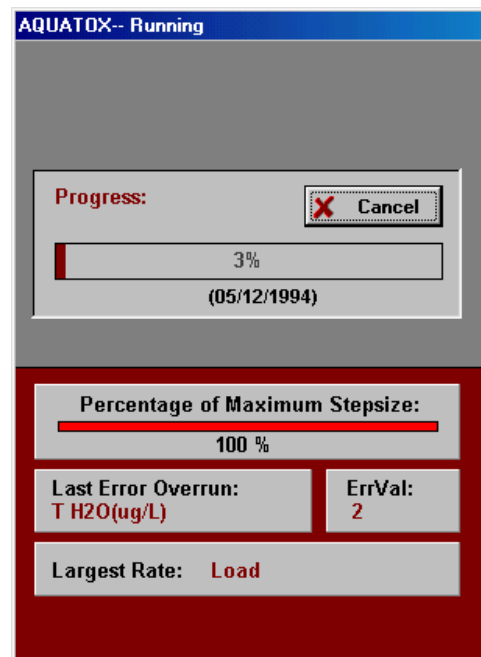 AQUATOX-- Running
Progress:
Cancel
3%
(05/12/1994)
Percentage of Maximum Stepsize:
100 %
Last Error Overrun:
T H2O(ug/L)
ErrVal:
2
Largest Rate: Load